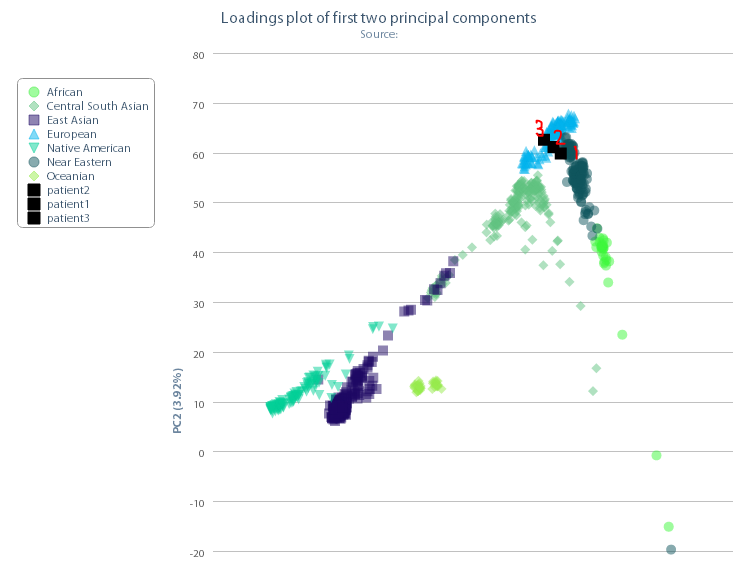 Loadings plot of first two principal components
Source:
African
Central South Asian
East Asian
European
Native American
Near Eastern
Oceanian
patient2
patient1
patient3
PC2 (3.92%)
80
70
60
50
40
30
20
10
0
-10
-20
3
2